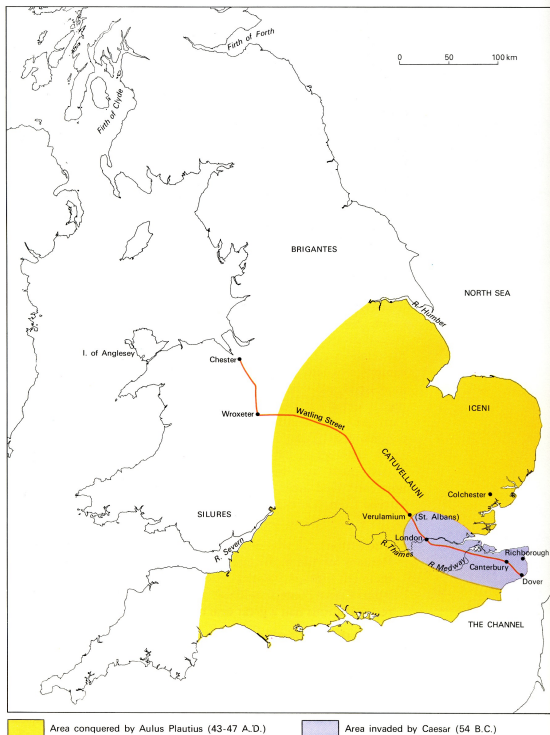 Firth of Forth
0 50 100 km
Firth of Clyde
BRIGANTES
NORTH SEA
R. Humber
I. of Anglesey
Chester
ICENI
Wroxeter
Watling Street
CATUVELLAUNI
Colchester
SILURES
Verulamium (St. Albans)
London
R. Severn
R. Thames
Richborough
R. Medway
Canterbury
Dover
THE CHANNEL
Area conquered by Aulus Plautius (43-47 A.D.)
Area invaded by Caesar (54 B.C.)